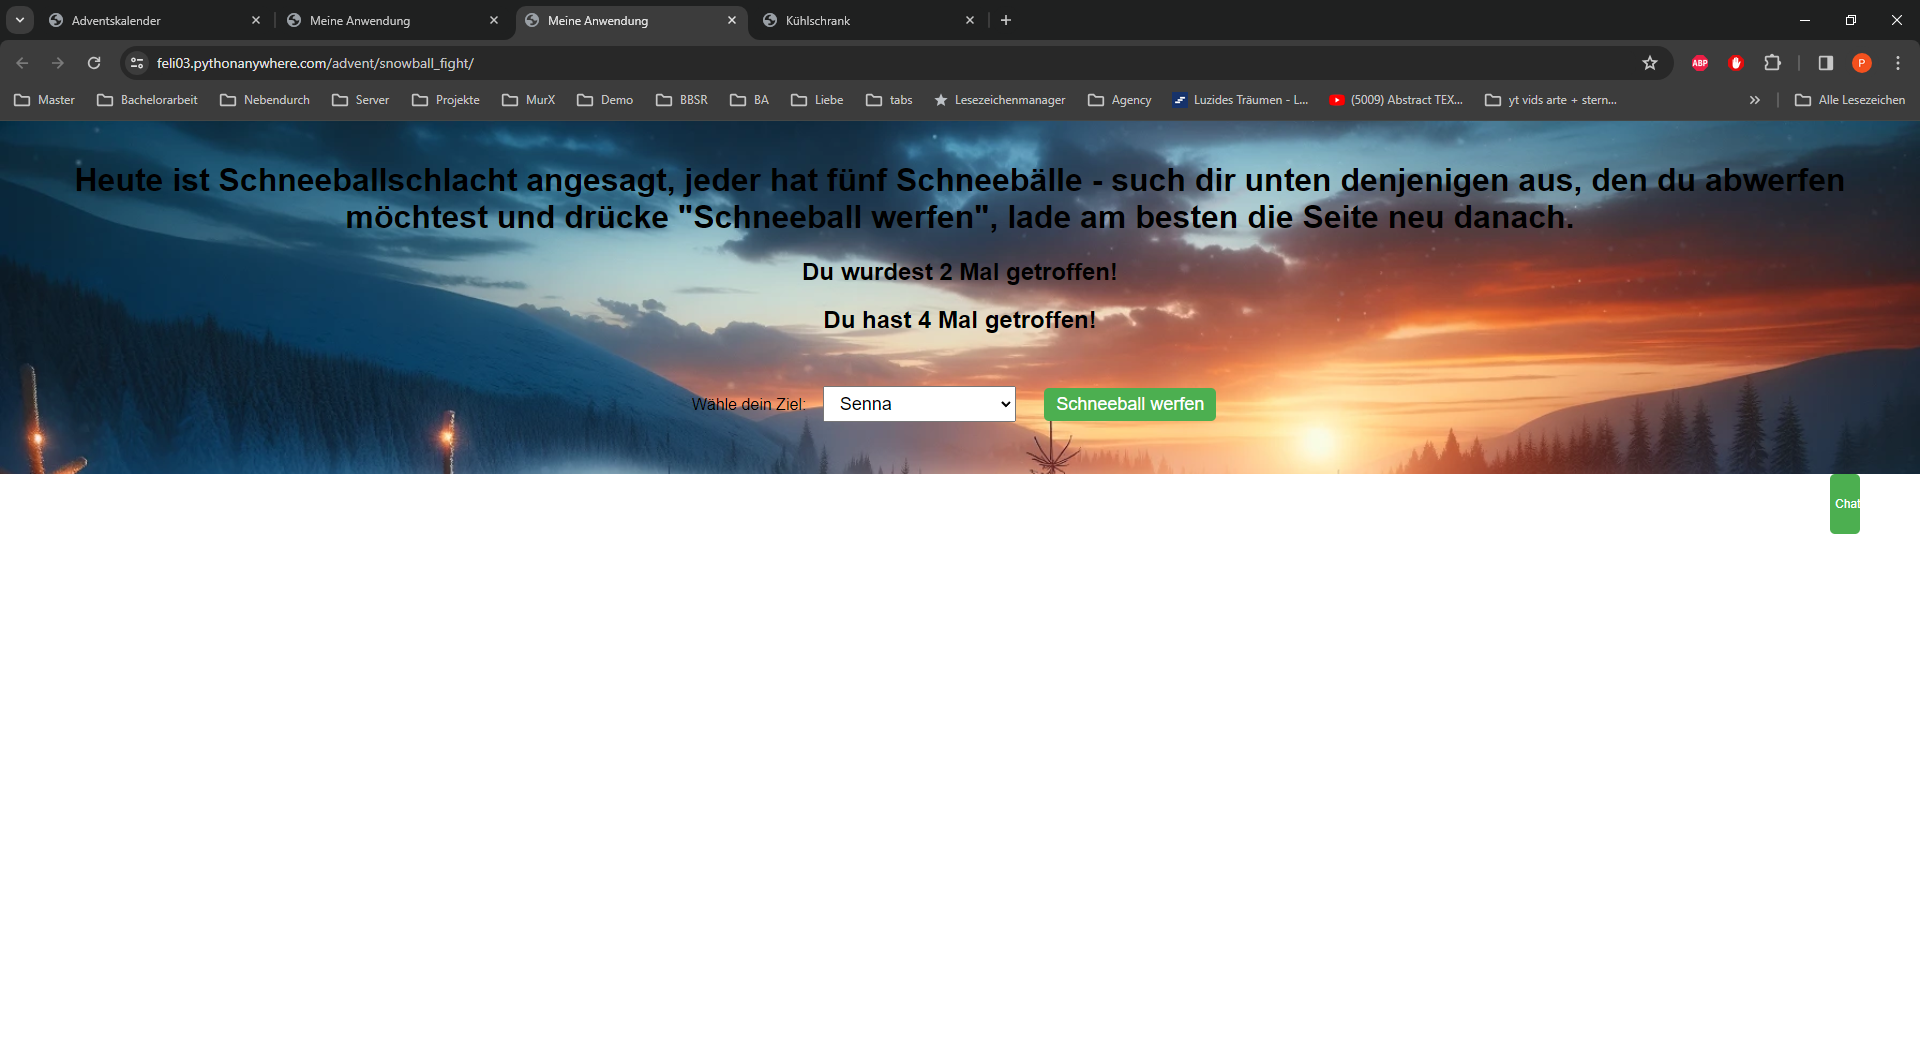 Adventskalender
Meine Anwendung
Meine Anwendung
Kühlschrank
feli03.pythonanywhere.com/advent/snowball_fight/
ABP
P
Master
Bachelorarbeit
Nebendurch
Server
Projekte
MurX
Demo
BBSR
BA
Liebe
tabs
Lesezeichenmanager
Agency
Luzides Träumen - L...
(5009) Abstract TEX...
yt vids arte + stern...
Alle Lesezeichen
Heute ist Schneeballschlacht angesagt, jeder hat fünf Schneebälle - such dir unten denjenigen aus, den du abwerfen
möchtest und drücke "Schneeball werfen", lade am besten die Seite neu danach.
Du wurdest 2 Mal getroffen!
Du hast 4 Mal getroffen!
Wähle dein Ziel:
Senna
Schneeball werfen
Chat